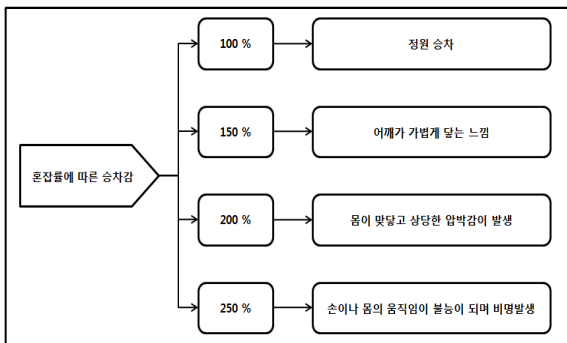 100 %
정원 승차
150 %
어깨가 가볍게 닿는 느낌
혼잡률에 따른 승차감
200 %
몸이 맞닿고 상당한 압박감이 발생
250 %
손이나 몸의 움직임이 불능이 되며 비명발생